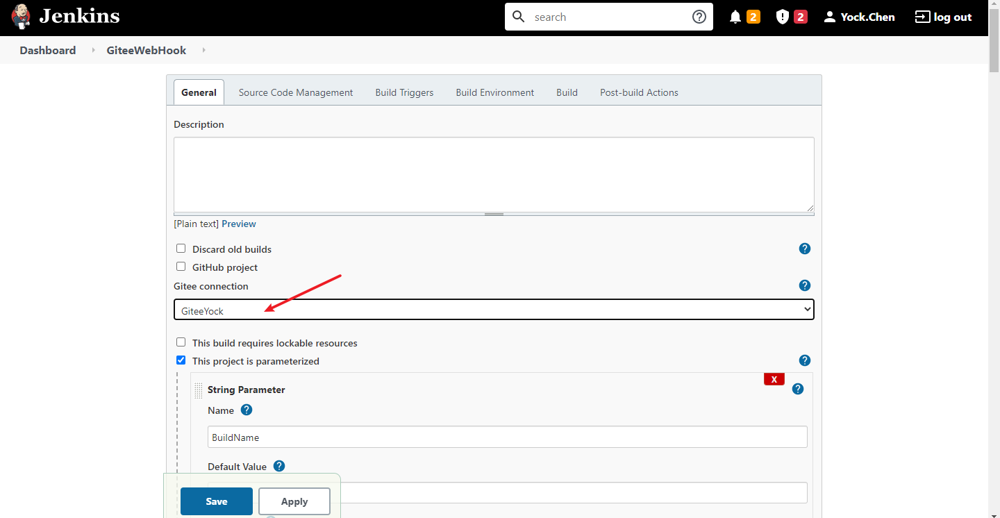 Jenkins
search
2
2
Yock.Chen
log out
Dashboard
GiteeWebHook
General
Source Code Management
Build Triggers
Build Environment
Build
Post-build Actions
Description
[Plain text] Preview
Discard old builds
?
GitHub project
Gitee connection
?
GiteeYock
This build requires lockable resources
This project is parameterized
?
X
String Parameter
?
Name ?
BuildName
Default Value ?
Save
Apply